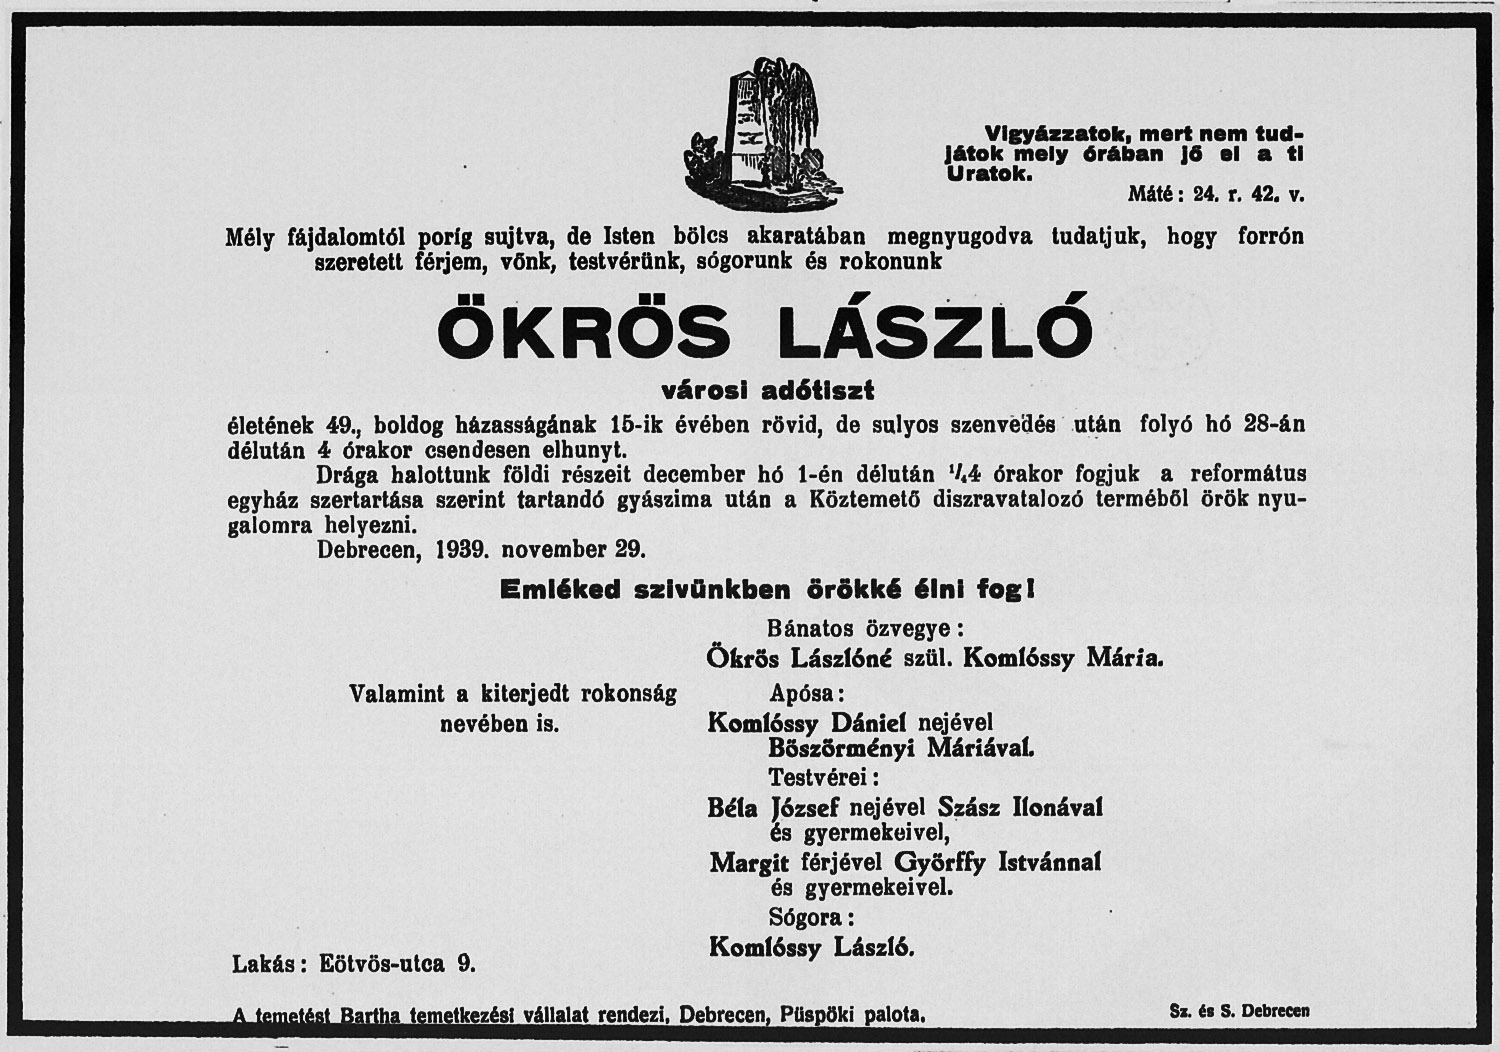 Vigyázzatok, mert nem tud-
játok mely órában jő el a ti
Uratok.
Máté: 24. r. 42. v.
Mély fájdalomtól poríg sujtva, de Isten bölcs akaratában megnyugodva tudatjuk, hogy forrón
szeretett férjem, vőnk, testvérünk, sógorunk és rokonunk
ÖKRÖS LÁSZLÓ
városi adótiszt
életének 49., boldog házasságának 15-ik évében rövid, de sulyos szenvedés után folyó hó 28-án
délután 4 órakor csendesen elhunyt.
Drága halottunk földi részeit december hó 1-én délután ¼4 órakor fogjuk a református
egyház szertartása szerint tartandó gyászima után a Köztemető diszravatalozó terméből örök nyu-
galomra helyezni.
Debrecen, 1939. november 29.
Emléked szivünkben örökké élni fog!
Bánatos özvegye:
Ökrös Lászlóné szül. Komlóssy Mária.
Valamint a kiterjedt rokonság
nevében is.
Apósa:
Komlóssy Dániel nejével
Böszörményi Máriával.
Testvérei:
Béla József nejével Szász Ilonával
és gyermekeivel,
Margit férjével Györffy Istvánnal
és gyermekeivel.
Sógora:
Komlóssy László.
Lakás: Eötvös-utca 9.
A temetést Bartha temetkezési vállalat rendezi, Debrecen, Püspöki palota.
Sz. és S. Debrecen